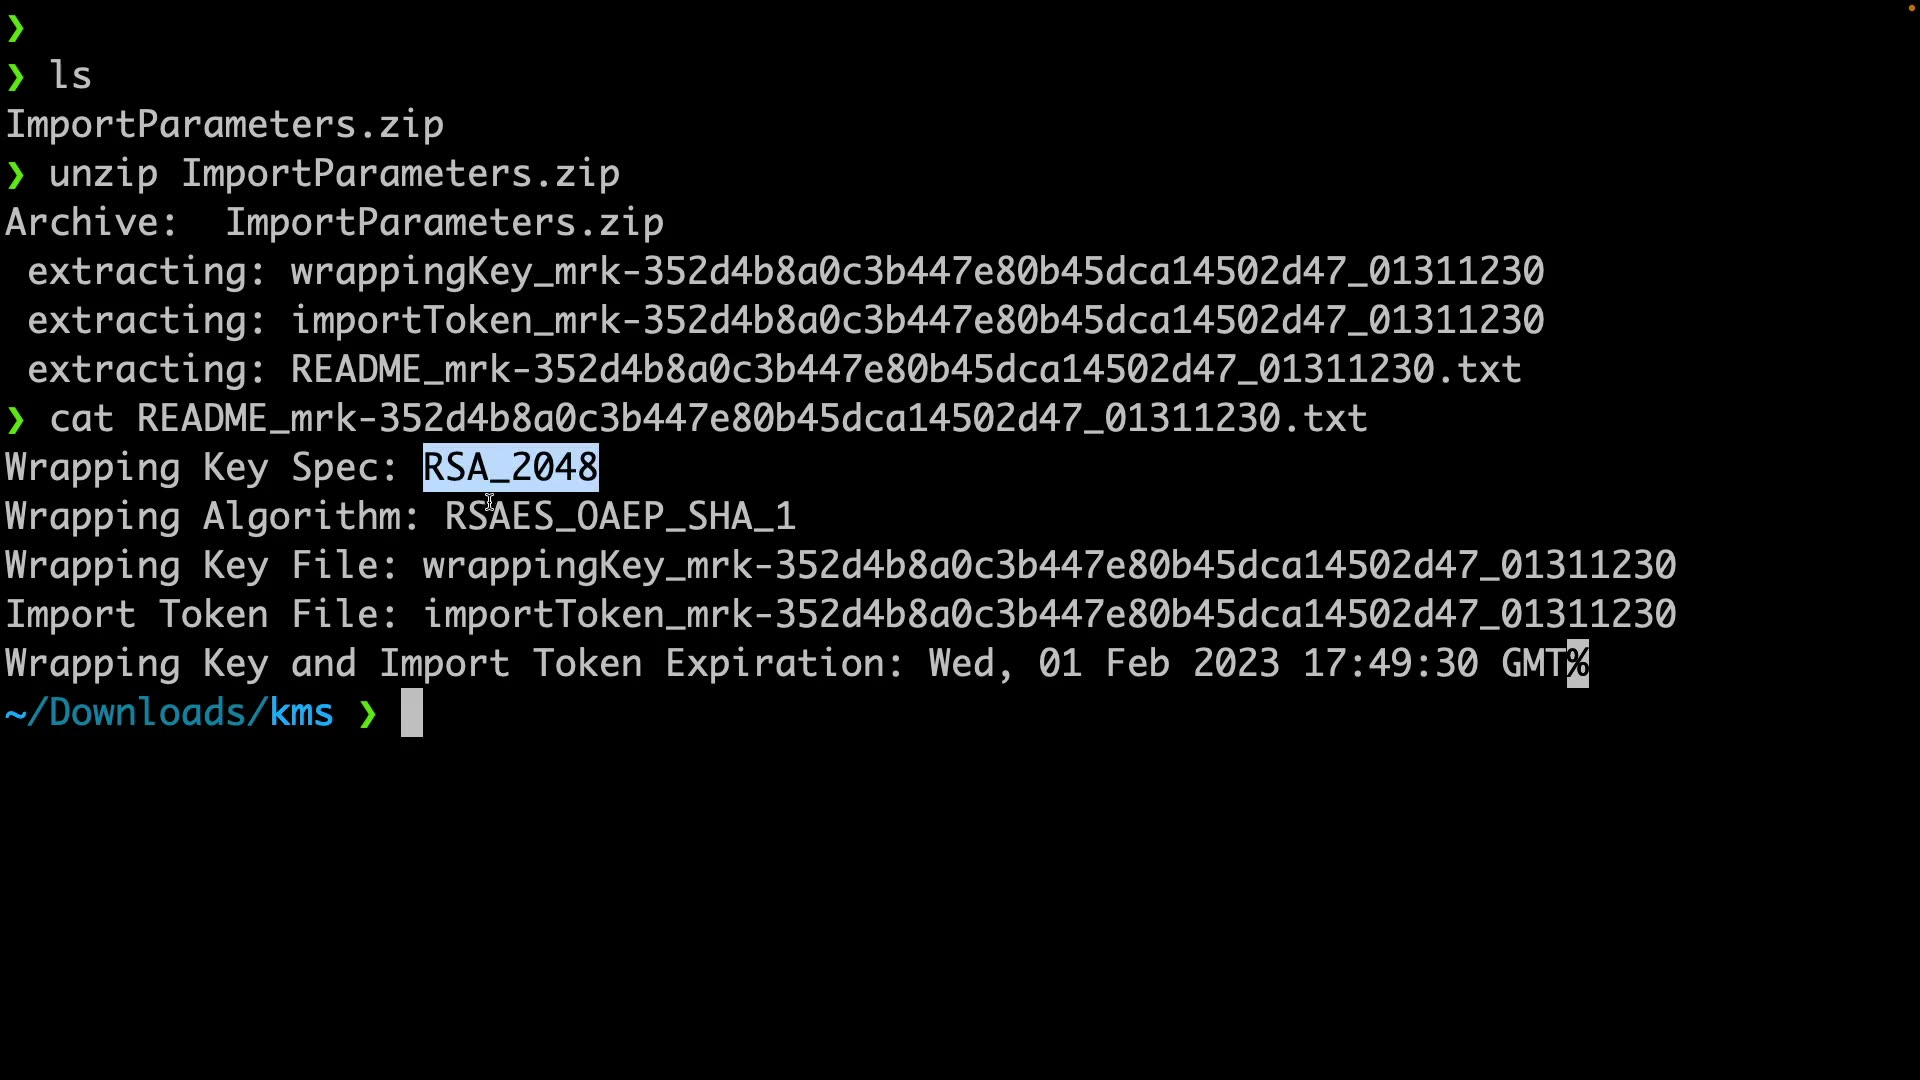 ❯
❯ ls
ImportParameters.zip
❯ unzip ImportParameters.zip
Archive:  ImportParameters.zip
 extracting: wrappingKey_mrk-352d4b8a0c3b447e80b45dca14502d47_01311230
 extracting: importToken_mrk-352d4b8a0c3b447e80b45dca14502d47_01311230
 extracting: README_mrk-352d4b8a0c3b447e80b45dca14502d47_01311230.txt
❯ cat README_mrk-352d4b8a0c3b447e80b45dca14502d47_01311230.txt
Wrapping Key Spec: RSA_2048
Wrapping Algorithm: RSAES_OAEP_SHA_1
Wrapping Key File: wrappingKey_mrk-352d4b8a0c3b447e80b45dca14502d47_01311230
Import Token File: importToken_mrk-352d4b8a0c3b447e80b45dca14502d47_01311230
Wrapping Key and Import Token Expiration: Wed, 01 Feb 2023 17:49:30 GMT%
~/Downloads/kms ❯